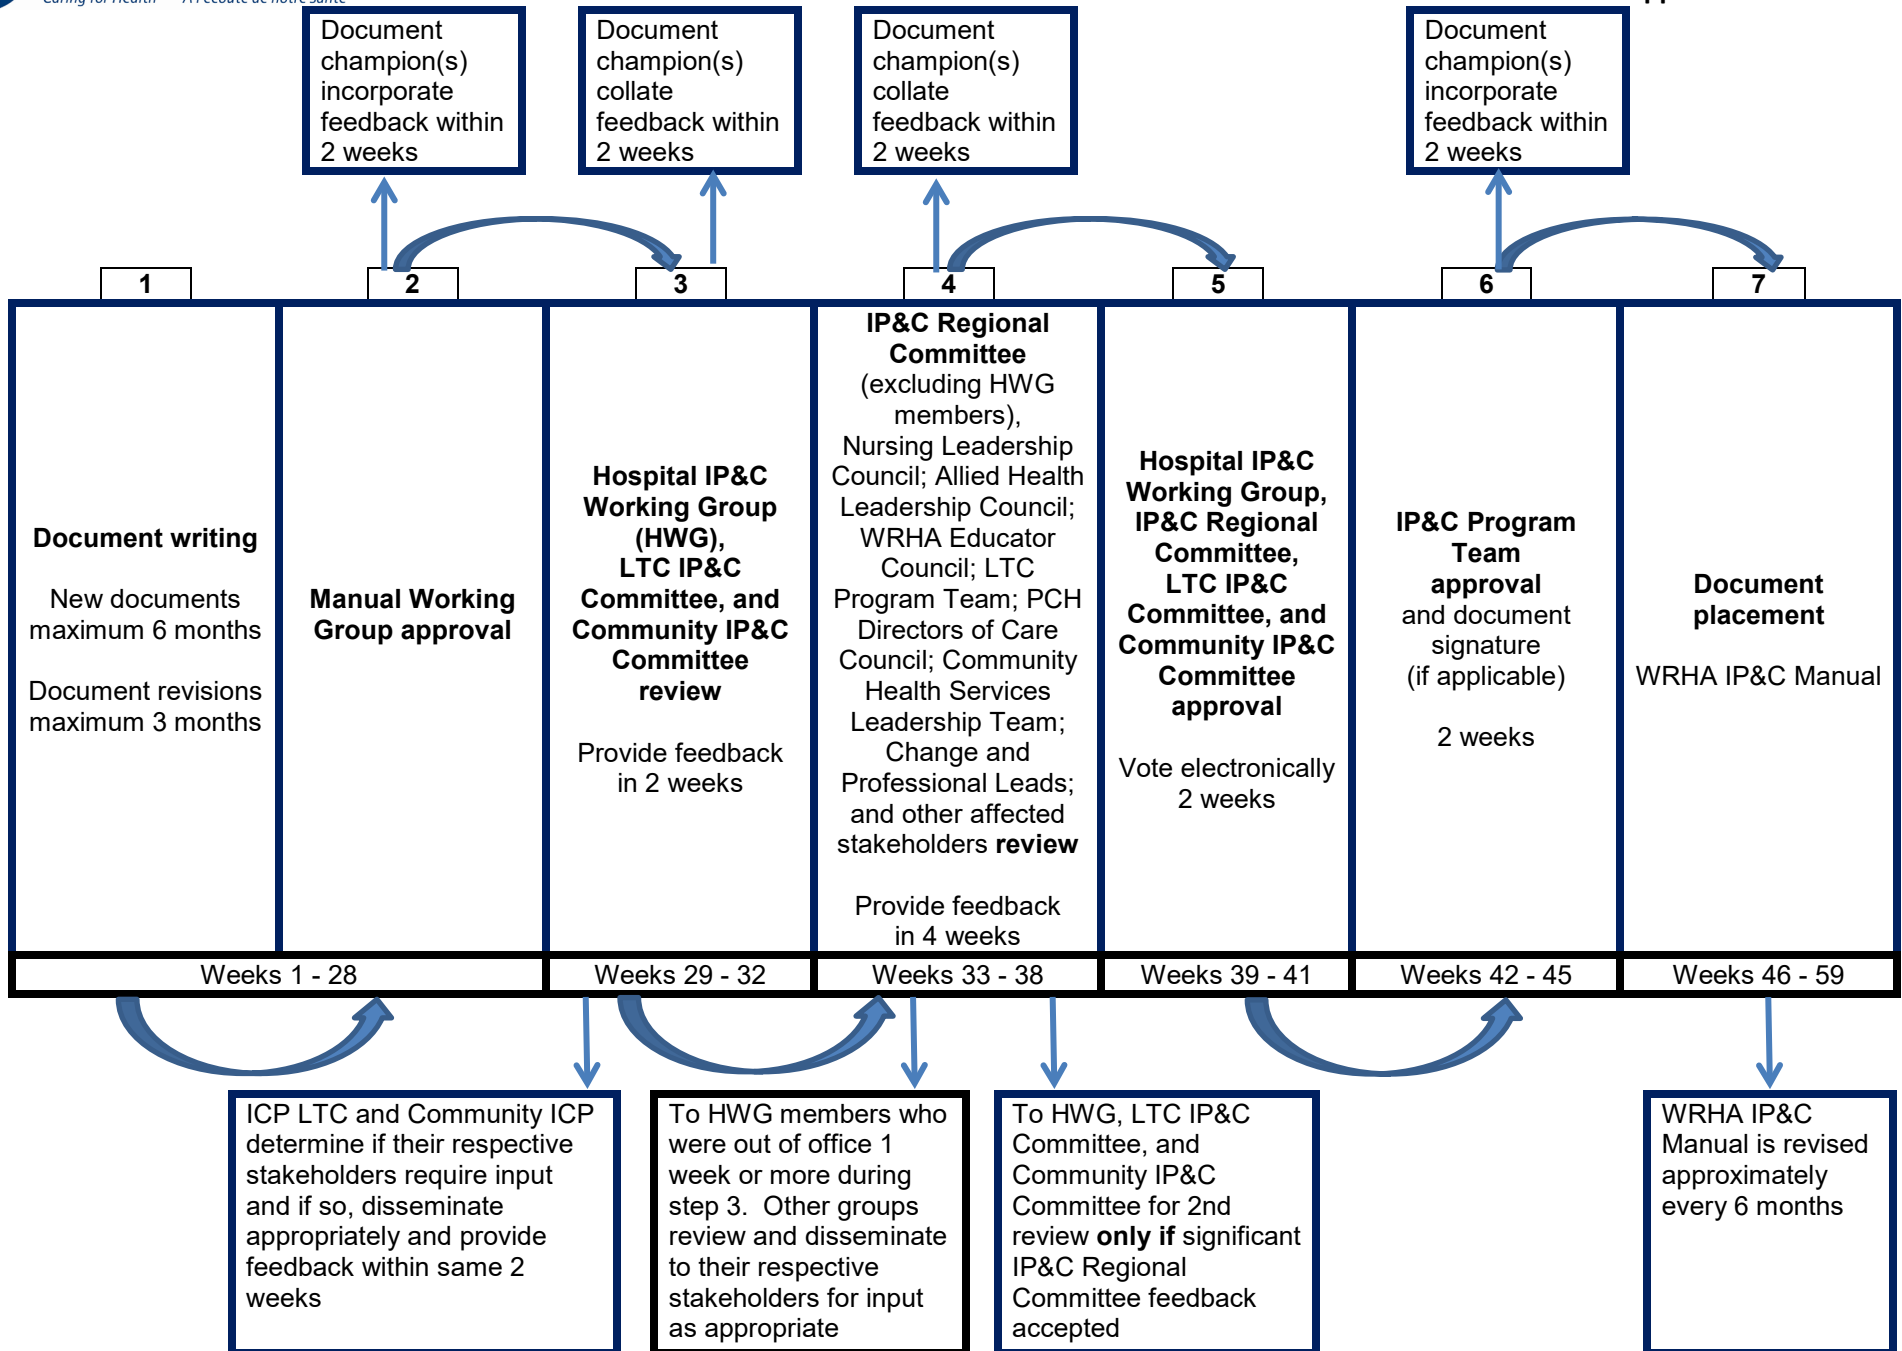 Document
champion(s)
incorporate
feedback within
2 weeks
Document
champion(s)
collate
feedback within
2 weeks
Document
champion(s)
collate
feedback within
2 weeks
Document
champion(s)
incorporate
feedback within
2 weeks
1
2
3
4
5
6
7
Document writing
New documents
maximum 6 months
Document revisions
maximum 3 months
Manual Working
Group approval
Hospital IP&C
Working Group
(HWG),
LTC IP&C
Committee, and
Community IP&C
Committee
review
Provide feedback
in 2 weeks
IP&C Regional
Committee
(excluding HWG
members),
Nursing Leadership
Council; Allied Health
Leadership Council;
WRHA Educator
Council; LTC
Program Team; PCH
Directors of Care
Council; Community
Health Services
Leadership Team;
Change and
Professional Leads;
and other affected
stakeholders review
Provide feedback
in 4 weeks
Hospital IP&C
Working Group,
IP&C Regional
Committee,
LTC IP&C
Committee, and
Community IP&C
Committee
approval
Vote electronically
2 weeks
IP&C Program
Team
approval
and document
signature
(if applicable)
2 weeks
Document
placement
WRHA IP&C Manual
Weeks 1 - 28
Weeks 29 - 32
Weeks 33 - 38
Weeks 39 - 41
Weeks 42 - 45
Weeks 46 - 59
ICP LTC and Community ICP
determine if their respective
stakeholders require input
and if so, disseminate
appropriately and provide
feedback within same 2
weeks
To HWG members who
were out of office 1
week or more during
step 3.  Other groups
review and disseminate
to their respective
stakeholders for input
as appropriate
To HWG, LTC IP&C
Committee, and
Community IP&C
Committee for 2nd
review only if significant
IP&C Regional
Committee feedback
accepted
WRHA IP&C
Manual is revised
approximately
every 6 months